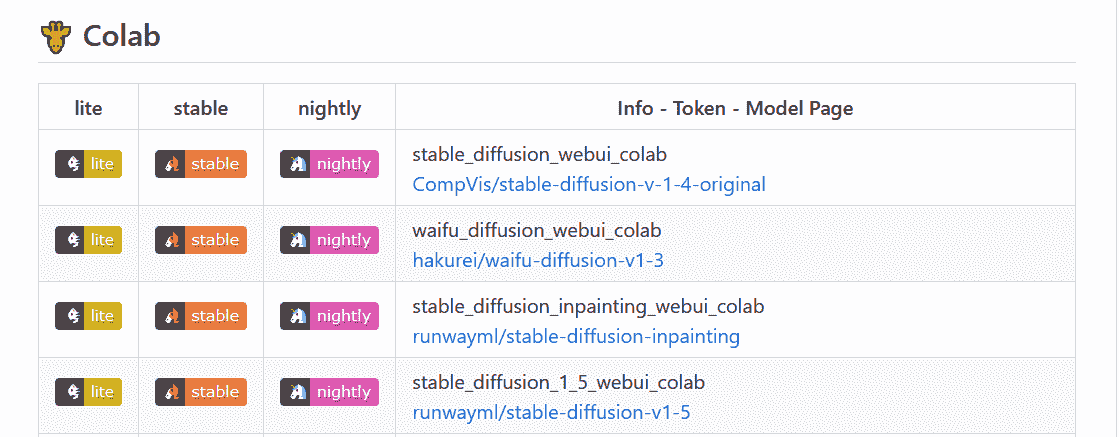 Colab
lite stable nightly Info - Token - Model Page
lite stable nightly stable_diffusion_webui_colab
CompVis/stable-diffusion-v-1-4-original
lite stable nightly waifu_diffusion_webui_colab
hakurei/waifu-diffusion-v1-3
lite stable nightly stable_diffusion_inpainting_webui_colab
runwayml/stable-diffusion-inpainting
lite stable nightly stable_diffusion_1_5_webui_colab
runwayml/stable-diffusion-v1-5